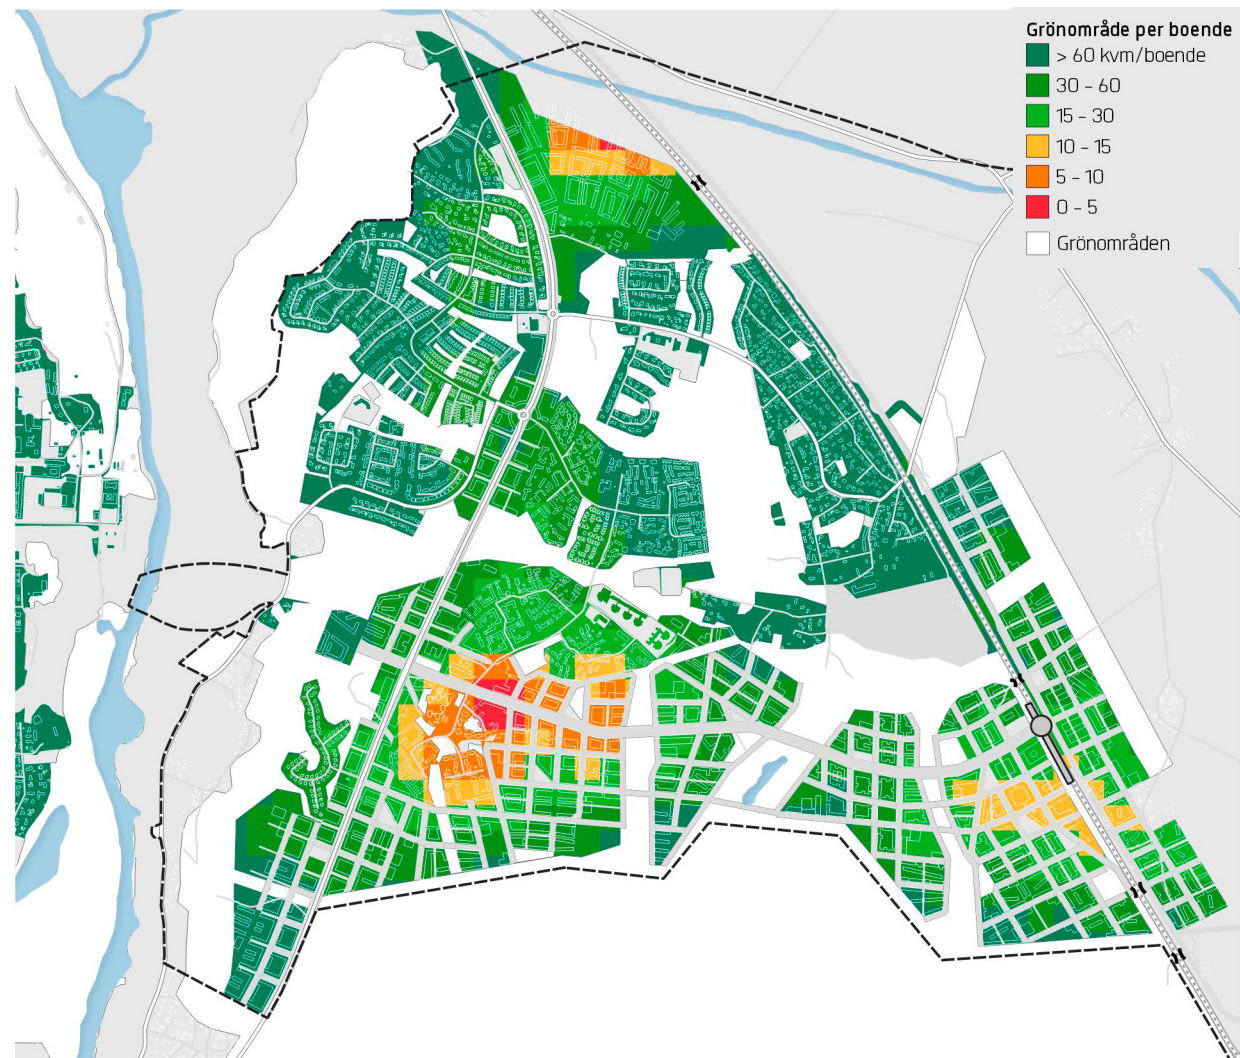 Grönområde per boende
> 60 kvm/boende
30 - 60
15 - 30
10 - 15
5 - 10
0 - 5
Grönområden